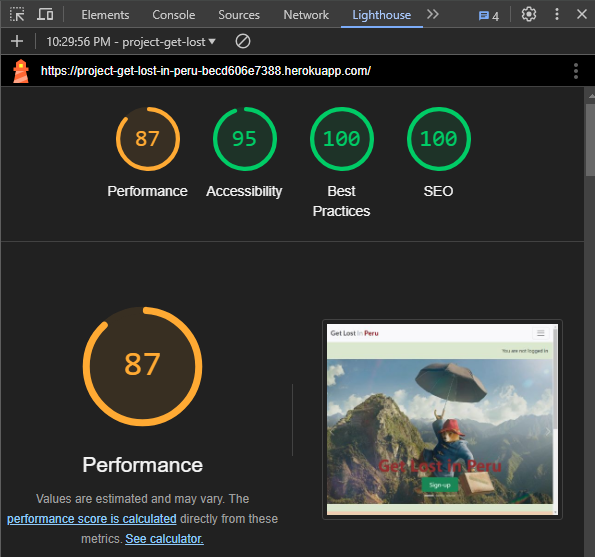 Elements Console Sources Network Lighthouse 4
10:29:56 PM - project-get-lost
https://project-get-lost-in-peru-becd606e7388.herokuapp.com/
87 95 100 100
Performance Accessibility Best Practices SEO
87
Performance
Values are estimated and may vary. The
performance score is calculated directly from these
metrics. See calculator.
Get Lost in Peru
You are not logged in
Get Lost in Peru
Sign-up